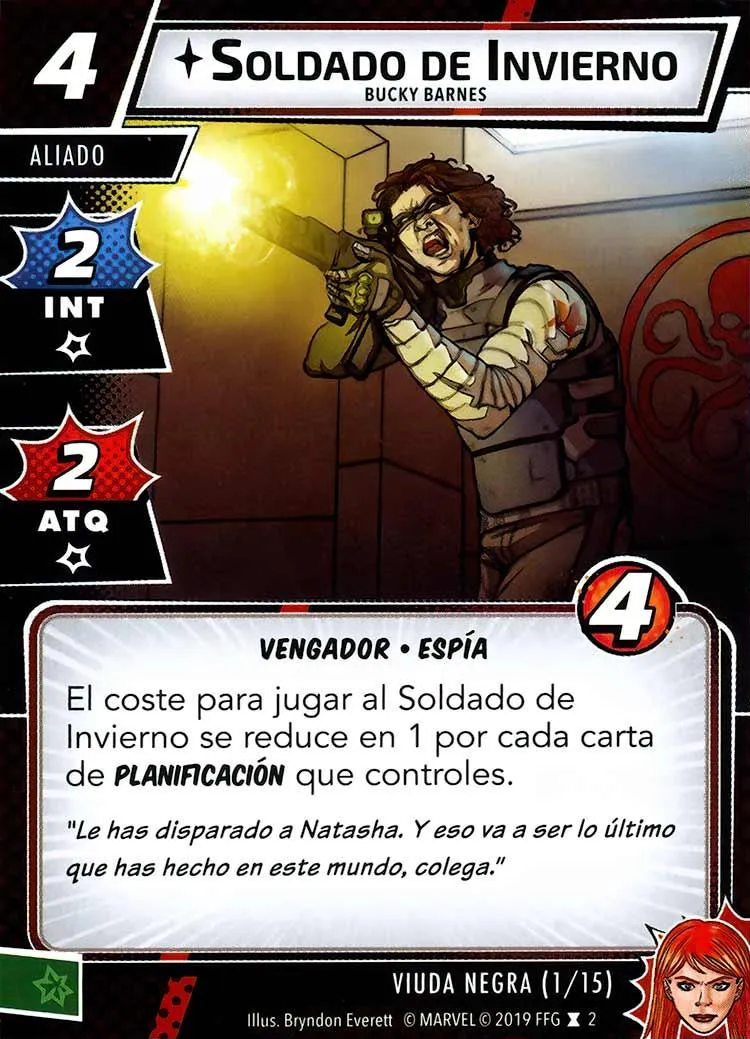 4
SOLDADO DE INVIERNO
BUCKY BARNES
ALIADO
2
INT
2
ATQ
4
VENGADOR • ESPÍA
El coste para jugar al Soldado de
Invierno se reduce en 1 por cada carta
de PLANIFICACIÓN que controles.
"Le has disparado a Natasha. Y eso va a ser lo último
que has hecho en este mundo, colega."
VIUDA NEGRA (1/15)
Illus. Bryndon Everett © MARVEL © 2019 FFG 2